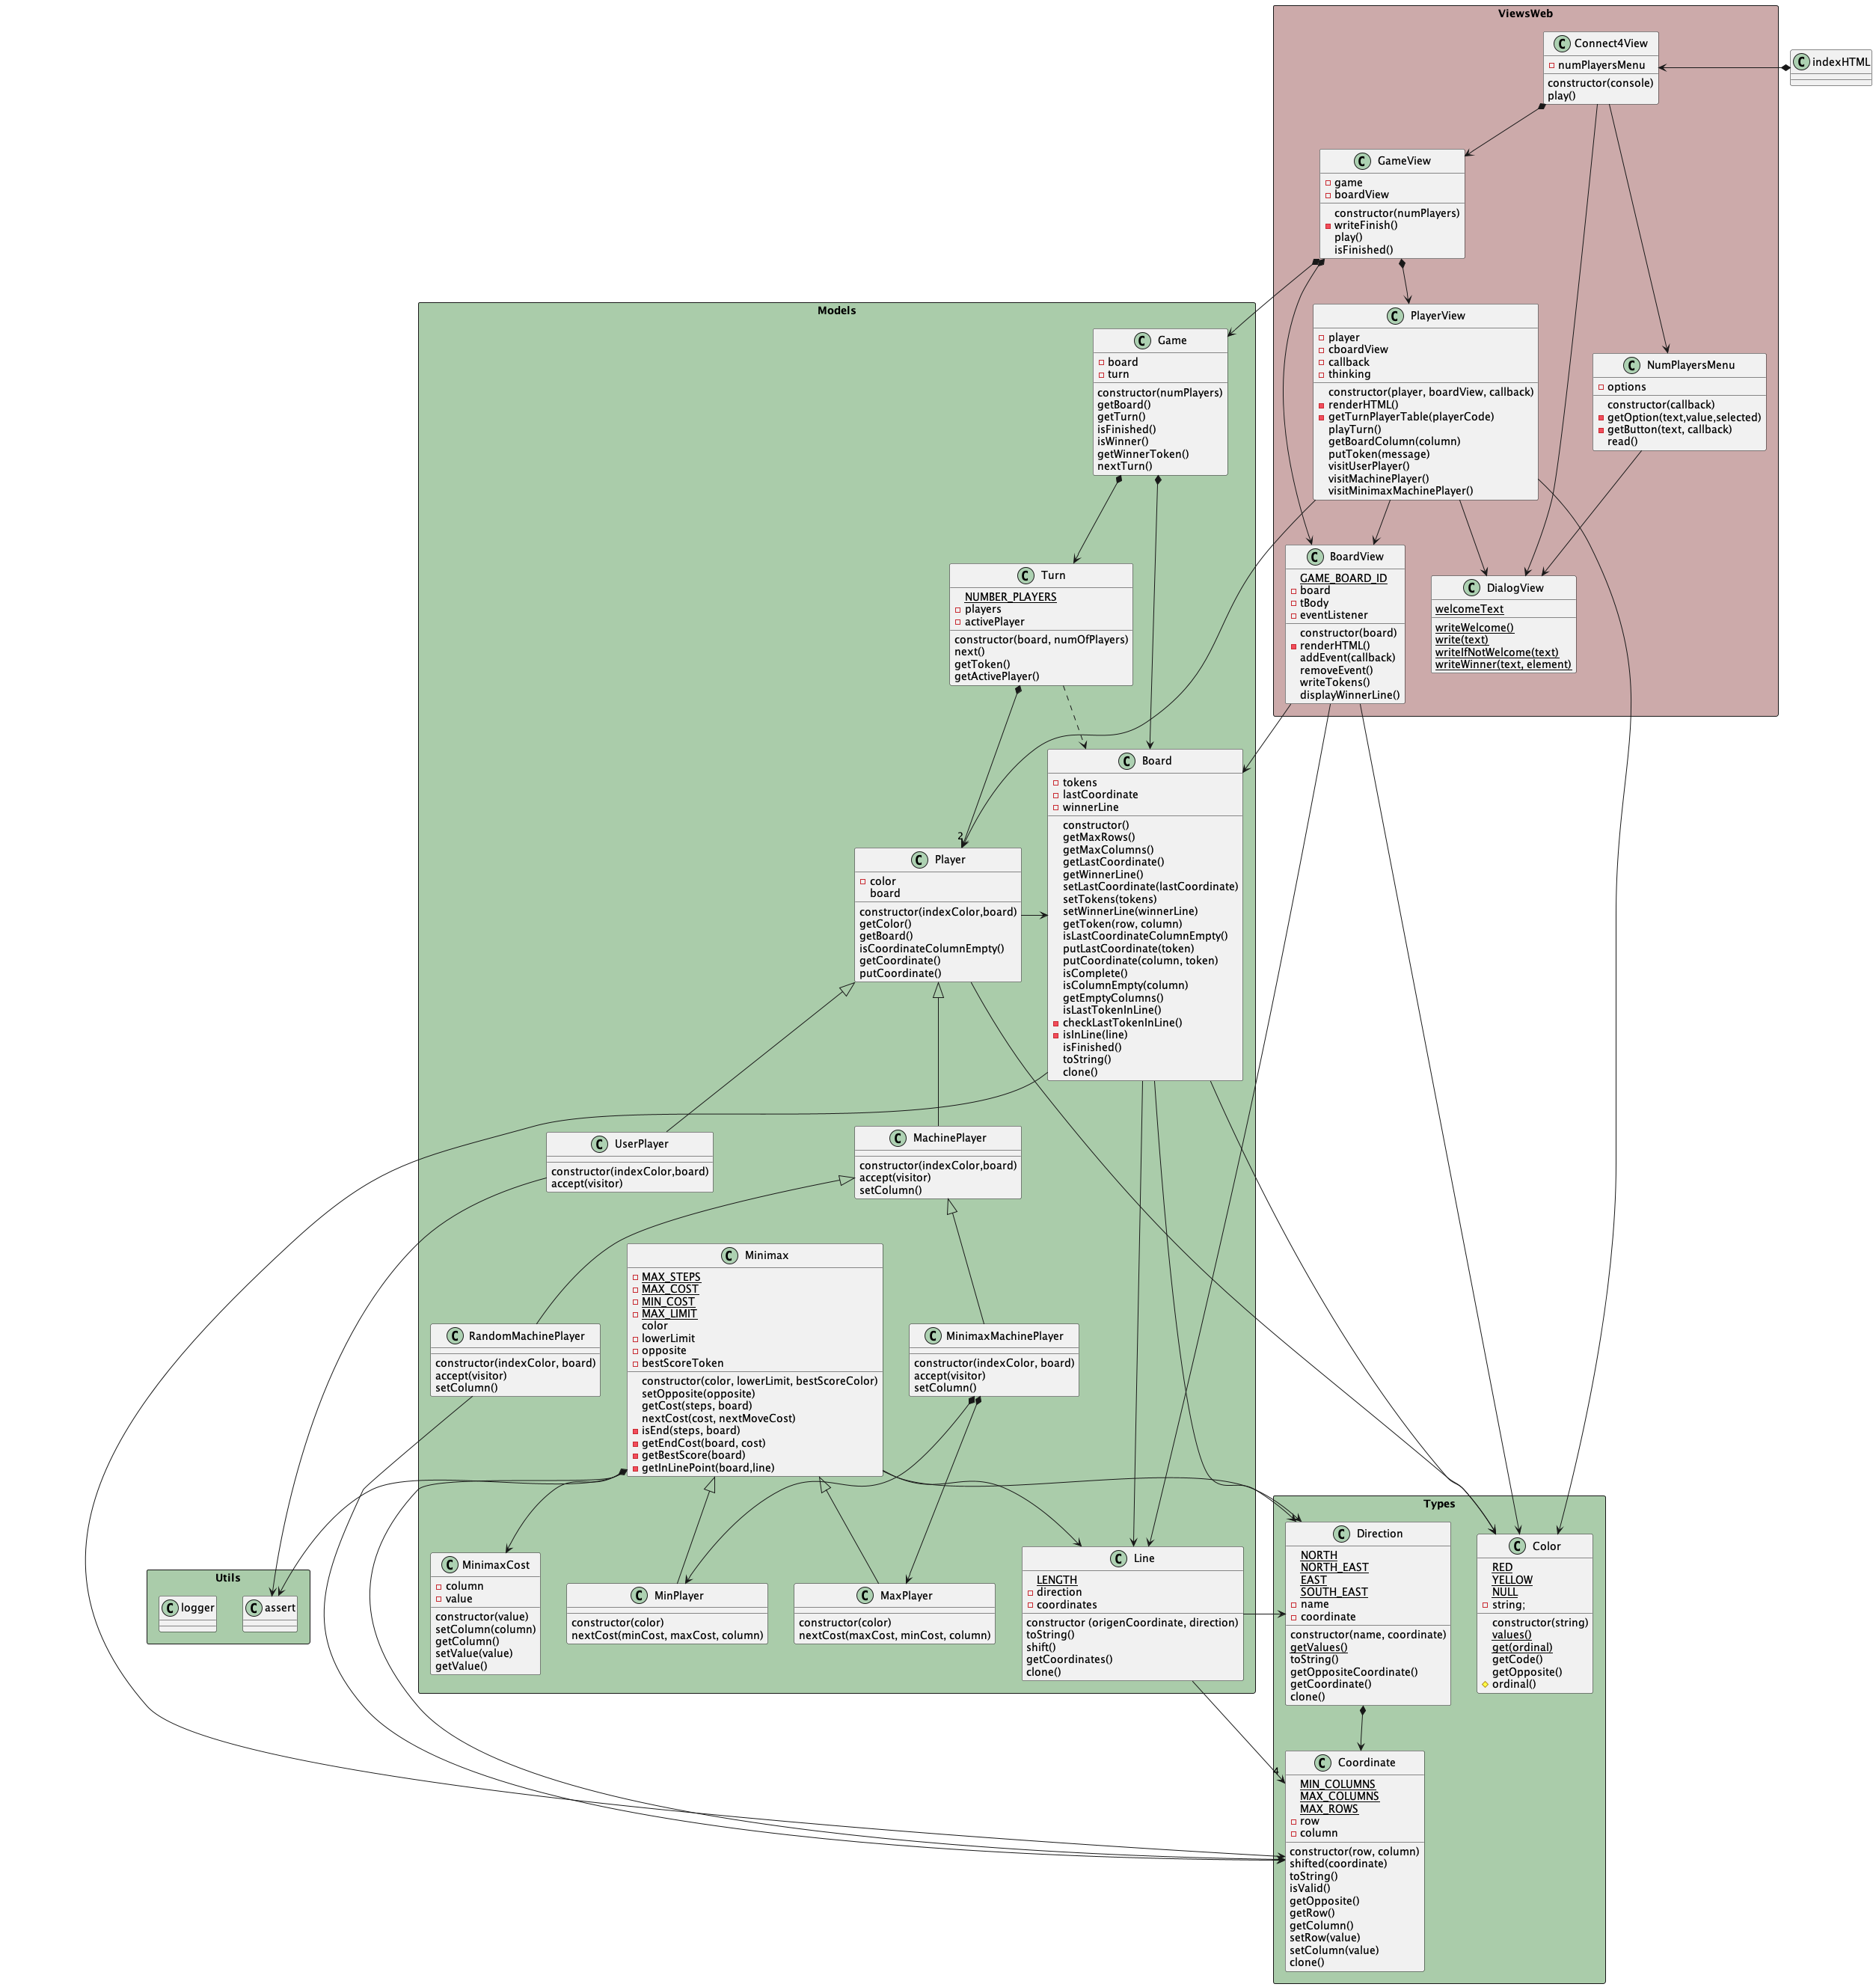 ViewsWeb
C Connect4View
numPlayersMenu
constructor(console)
play()
C indexHTML
C GameView
game
boardView
constructor(numPlayers)
writeFinish()
play()
isFinished()
C PlayerView
player
cboardView
callback
thinking
constructor(player, boardView, callback)
renderHTML()
getTurnPlayerTable(playerCode)
playTurn()
getBoardColumn(column)
putToken(message)
visitUserPlayer()
visitMachinePlayer()
visitMinimaxMachinePlayer()
C NumPlayersMenu
options
constructor(callback)
getOption(text,value,selected)
getButton(text, callback)
read()
C BoardView
GAME_BOARD_ID
board
tBody
eventListener
constructor(board)
renderHTML()
addEvent(callback)
removeEvent()
writeTokens()
displayWinnerLine()
C DialogView
welcomeText
writeWelcome()
write(text)
writeIfNotWelcome(text)
writeWinner(text, element)
Models
C Game
board
turn
constructor(numPlayers)
getBoard()
getTurn()
isFinished()
isWinner()
getWinnerToken()
nextTurn()
C Turn
NUMBER_PLAYERS
players
activePlayer
constructor(board, numOfPlayers)
next()
getToken()
getActivePlayer()
C Board
tokens
lastCoordinate
winnerLine
constructor()
getMaxRows()
getMaxColumns()
getLastCoordinate()
getWinnerLine()
setLastCoordinate(lastCoordinate)
setTokens(tokens)
setWinnerLine(winnerLine)
getToken(row, column)
isLastCoordinateColumnEmpty()
putLastCoordinate(token)
putCoordinate(column, token)
isComplete()
isColumnEmpty(column)
getEmptyColumns()
isLastTokenInLine()
checkLastTokenInLine()
isInLine(line)
isFinished()
toString()
clone()
2
C Player
color
board
constructor(indexColor,board)
getColor()
getBoard()
isCoordinateColumnEmpty()
getCoordinate()
putCoordinate()
C UserPlayer
constructor(indexColor,board)
accept(visitor)
C MachinePlayer
constructor(indexColor,board)
accept(visitor)
setColumn()
C Minimax
MAX_STEPS
MAX_COST
MIN_COST
MAX_LIMIT
color
lowerLimit
opposite
bestScoreToken
constructor(color, lowerLimit, bestScoreColor)
setOpposite(opposite)
getCost(steps, board)
nextCost(cost, nextMoveCost)
isEnd(steps, board)
getEndCost(board, cost)
getBestScore(board)
getInLinePoint(board,line)
C RandomMachinePlayer
constructor(indexColor, board)
accept(visitor)
setColumn()
C MinimaxMachinePlayer
constructor(indexColor, board)
accept(visitor)
setColumn()
C MinimaxCost
column
value
constructor(value)
setColumn(column)
getColumn()
setValue(value)
getValue()
C MinPlayer
constructor(color)
nextCost(minCost, maxCost, column)
C MaxPlayer
constructor(color)
nextCost(maxCost, minCost, column)
C Line
LENGTH
direction
coordinates
constructor (origenCoordinate, direction)
toString()
shift()
getCoordinates()
clone()
Utils
C logger
C assert
Types
C Direction
NORTH
NORTH_EAST
EAST
SOUTH_EAST
name
coordinate
constructor(name, coordinate)
getValues()
toString()
getOppositeCoordinate()
getCoordinate()
clone()
C Color
RED
YELLOW
NULL
string;
constructor(string)
values()
get(ordinal)
getCode()
getOpposite()
ordinal()
4
C Coordinate
MIN_COLUMNS
MAX_COLUMNS
MAX_ROWS
row
column
constructor(row, column)
shifted(coordinate)
toString()
isValid()
getOpposite()
getRow()
getColumn()
setRow(value)
setColumn(value)
clone()